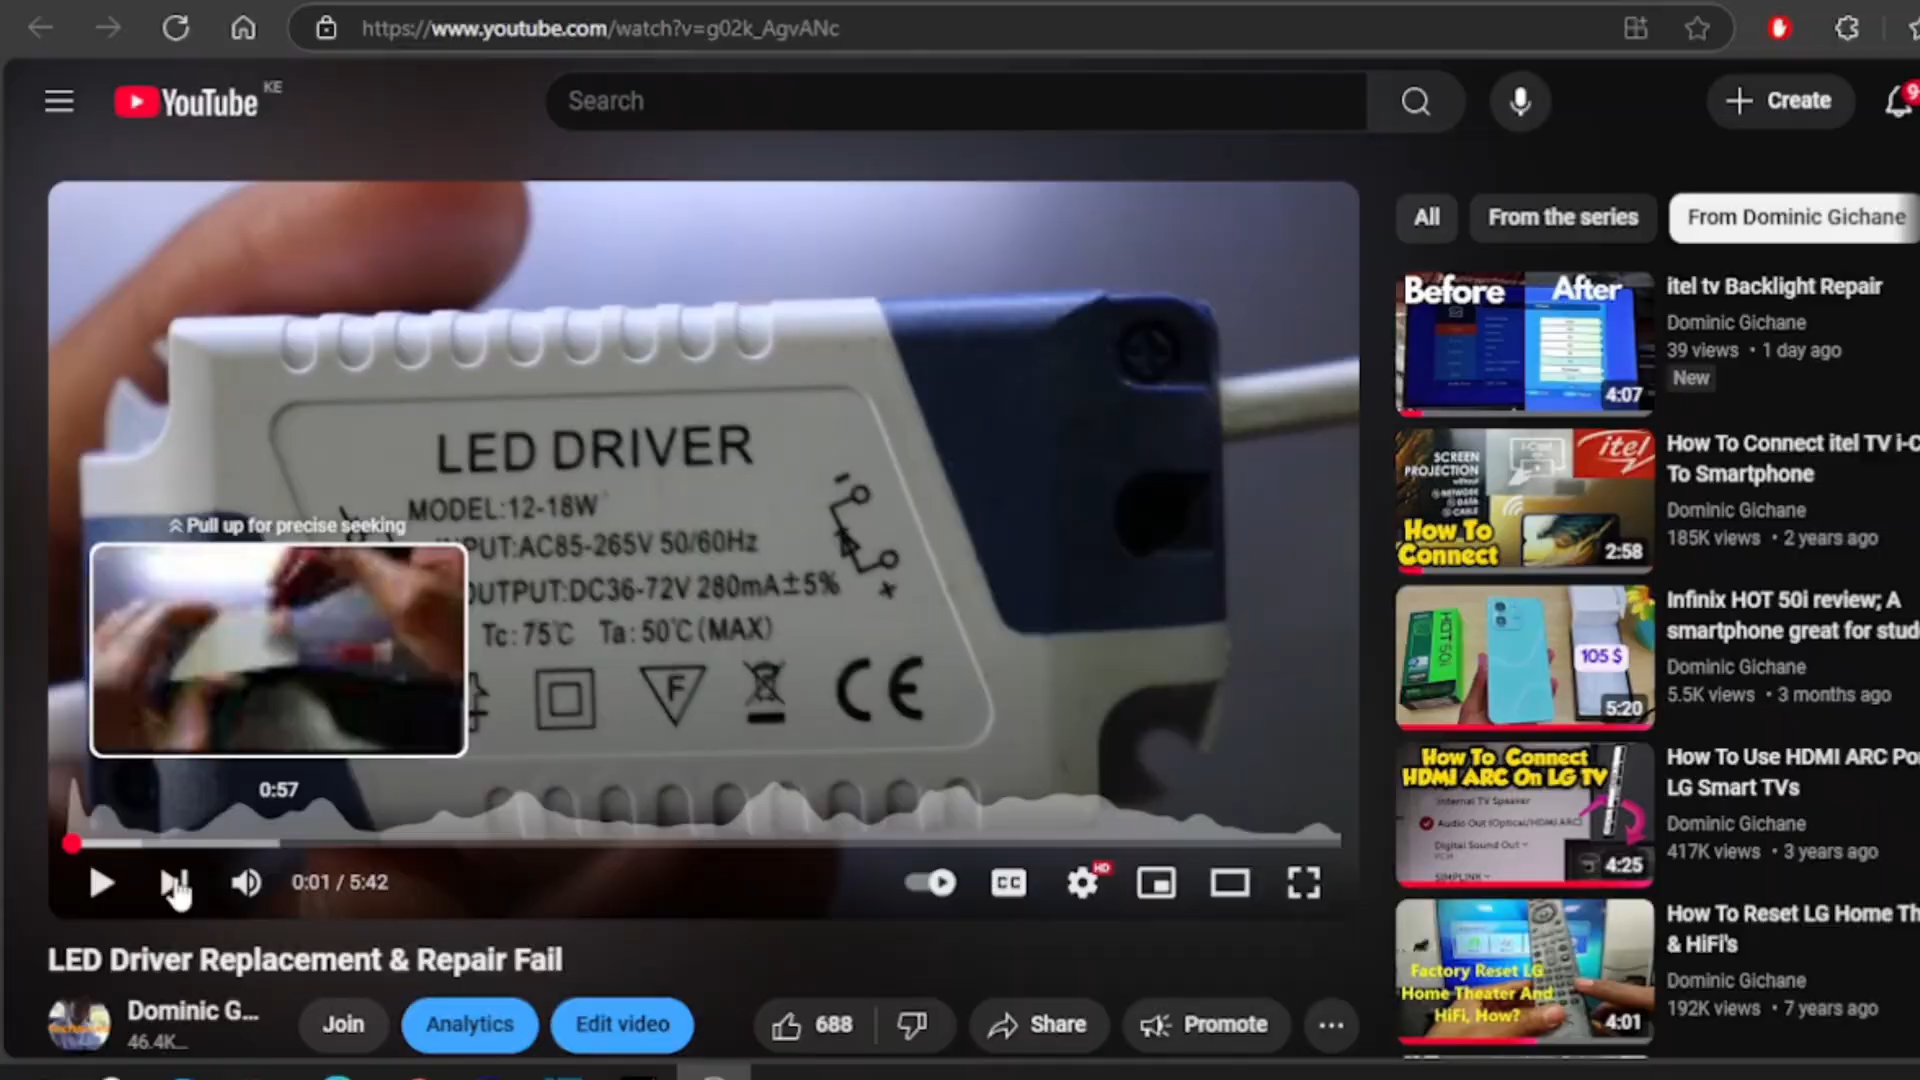 https://www.youtube.com/watch?v=g02k_AgvANc
YouTube KE
Search
Create
9
LED DRIVER
MODEL:12-18W
PUT:AC85-265V 50/60Hz
OUTPUT:DC36-72V 280mA±5%
Tc: 75℃ Ta: 50℃(MAX)
F
CE
Pull up for precise seeking
0:57
0:01 / 5:42
CC
HD
LED Driver Replacement & Repair Fail
Dominic G...
46.4K...
Join
Analytics
Edit video
688
Share
Promote
All
From the series
From Dominic Gichane
Before After
4:07
itel tv Backlight Repair
Dominic Gichane
39 views • 1 day ago
New
SCREEN
PROJECTION
itel
How To
Connect
2:58
How To Connect itel TV i-C
To Smartphone
Dominic Gichane
185K views • 2 years ago
HOT 50i
105 $
5:20
Infinix HOT 50i review; A
smartphone great for stud
Dominic Gichane
5.5K views • 3 months ago
How To Connect
HDMI ARC On LG TV
Internal TV Speaker
Audio Out (Optical/HDMI ARC)
Digital Sound Out
PCM
SIMPLINK
4:25
How To Use HDMI ARC Po
LG Smart TVs
Dominic Gichane
417K views • 3 years ago
Factory Reset LG
Home Theater And
HiFi, How?
4:01
How To Reset LG Home Th
& HiFi's
Dominic Gichane
192K views • 7 years ago